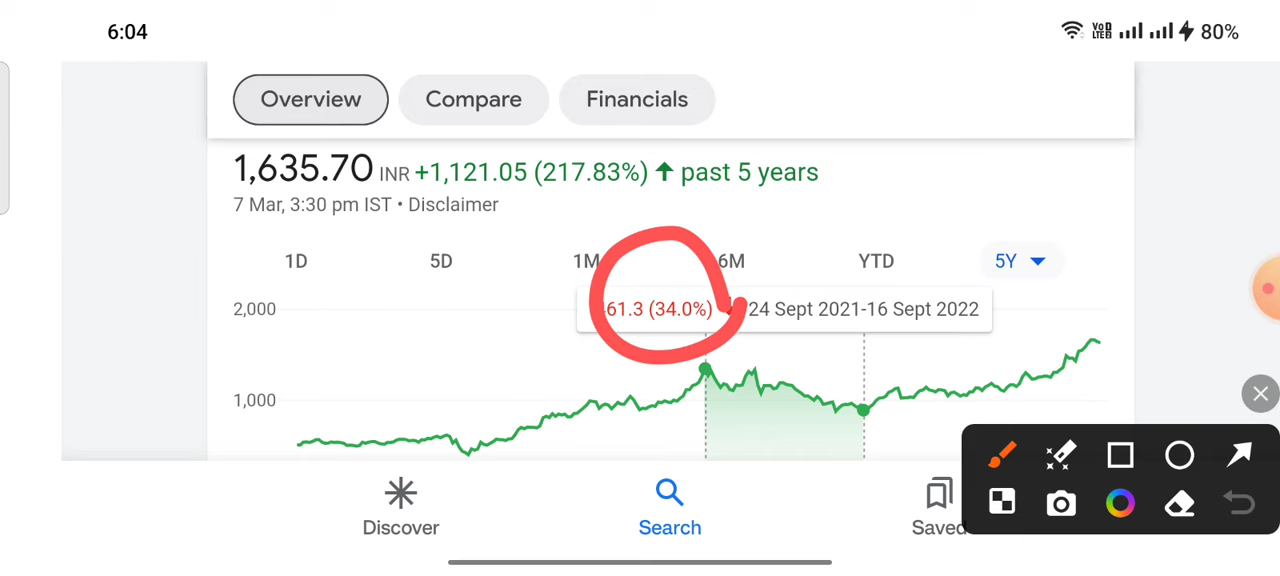 6:04 VoD LTE 80%
Overview Compare Financials
1,635.70 INR +1,121.05 (217.83%) ↑ past 5 years
7 Mar, 3:30 pm IST • Disclaimer
1D 5D 1M 6M YTD 5Y
2,000
61.3 (34.0%) 24 Sept 2021-16 Sept 2022
1,000
Discover Search Saved